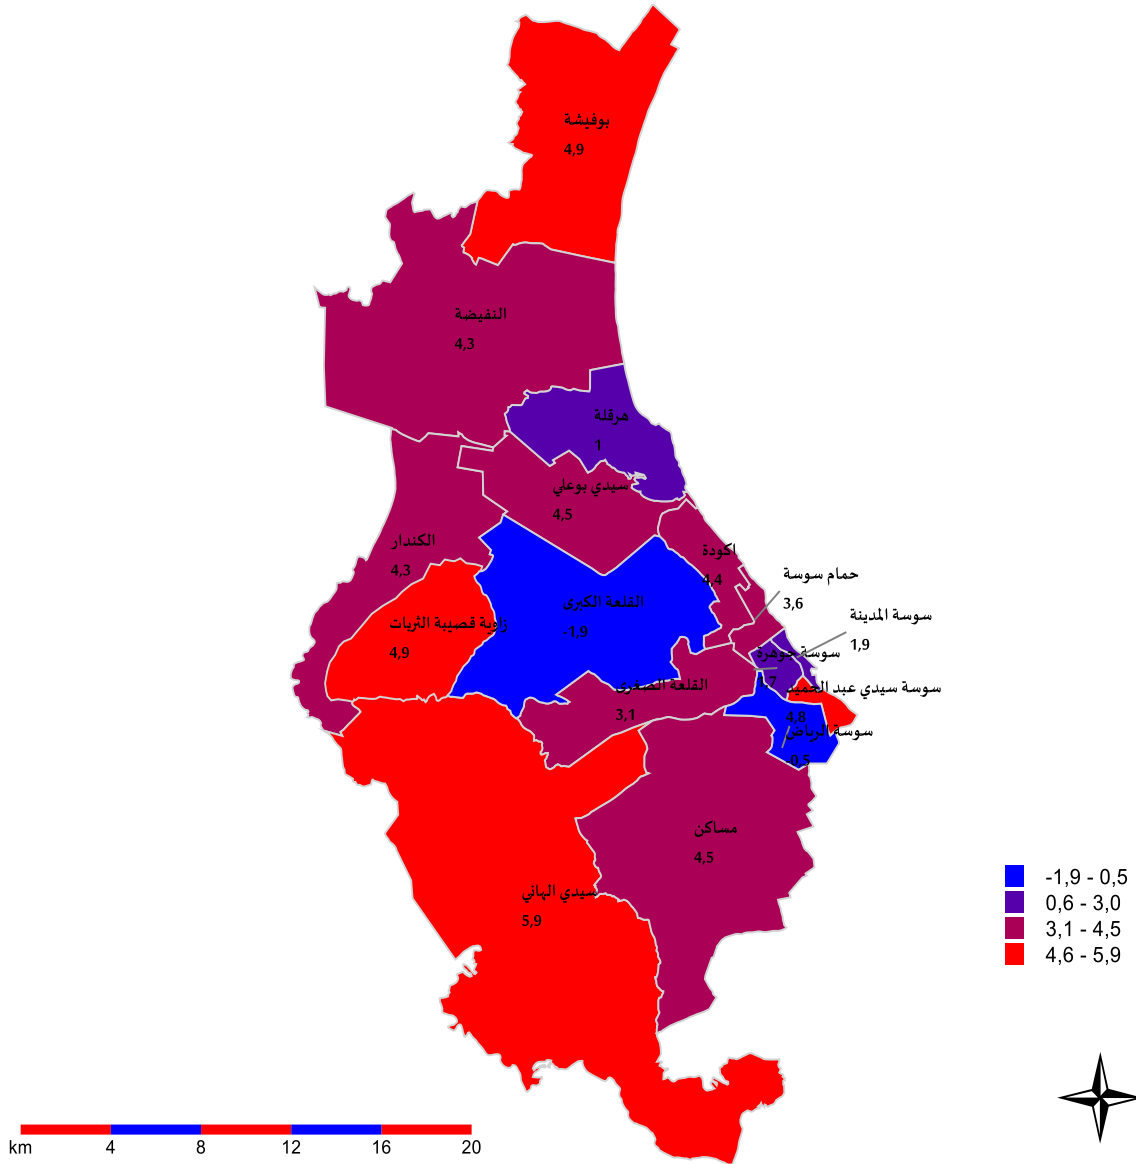 بوفيشة
4,9
النفيضة
4,3
هرقلة
1
سيدي بوعلي
4,5
الكندار
4,3
اكودة
4,4
حمام سوسة
3,6
القلعة الكبرى
-1,9
سوسة المدينة
1,9
زاوية قصيبة الثريات
4,9
سوسة جوهرة
القلعة الصغرى
3,1
سوسة سيدي عبد الحميد
4,8
سوسة الرياض
-0,5
مساكن
4,5
سيدي الهاني
5,9
-1,9 - 0,5
0,6 - 3,0
3,1 - 4,5
4,6 - 5,9
km 4 8 12 16 20